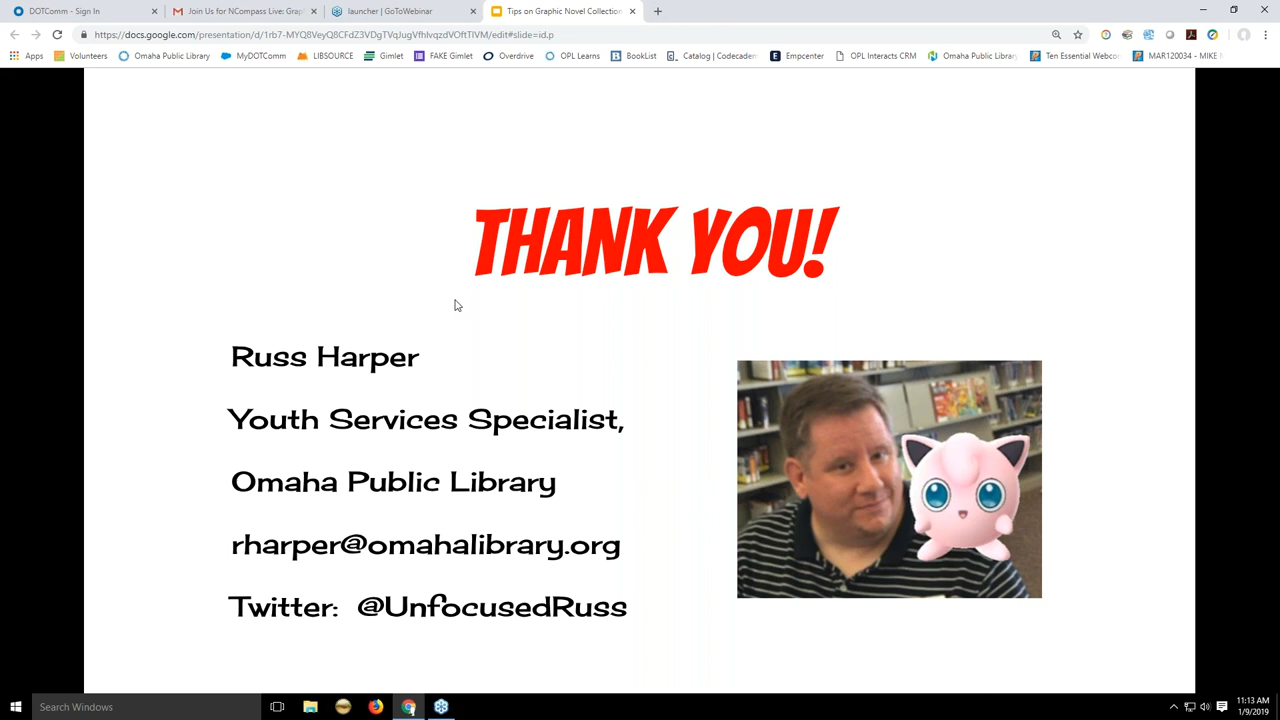 DOTComm - Sign In
Join Us for NCompass Live: Grap
launcher | GoToWebinar
Tips on Graphic Novel Collection
https://docs.google.com/presentation/d/1rb7-MYQ8VeyQ8CFdZ3VDgTVqJugVfhlvqzdVOftTIVM/edit#slide=id.p
Apps Volunteers Omaha Public Library MyDOTComm LIBSOURCE Gimlet FAKE Gimlet Overdrive OPL Learns BookList Catalog | Codecadem Empcenter OPL Interacts CRM Omaha Public Library Ten Essential Webco MAR120034 - MIKE
THANK YOU!
Russ Harper
Youth Services Specialist,
Omaha Public Library
rharper@omahalibrary.org
Twitter: @UnfocusedRuss
Search Windows
11:13 AM
1/9/2019